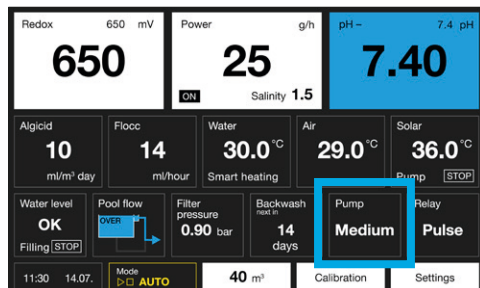 Redox 650 mV
650
Power g/h
25
ON Salinity 1.5
pH– 7.4 pH
7.40
Algicid
10
ml/m³ day
Flocc
14
ml/hour
Water
30.0 °C
Smart heating
Air
29.0 °C
Solar
36.0 °C
Pump STOP
Water level
OK
Filling STOP
Pool flow
OVER
Filter
pressure
0.90 bar
Backwash
next in
14
days
Pump
Medium
Relay
Pulse
11:30 14.07.
Mode
AUTO
40 m³
Calibration
Settings